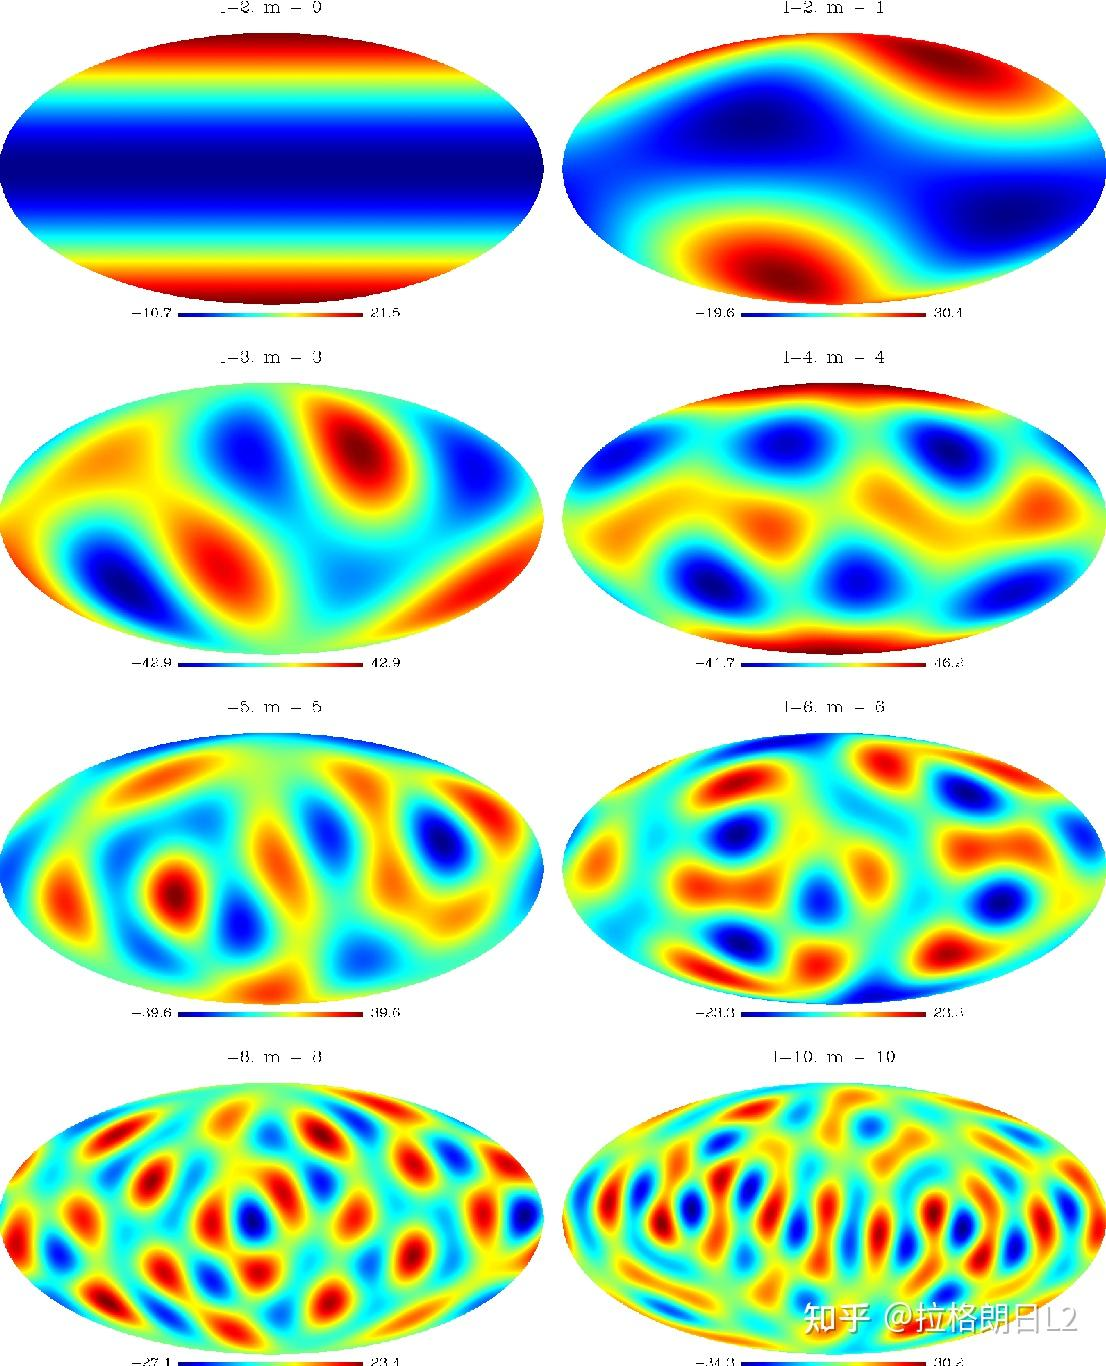 l-2, m - 0
l-2, m - 1
-10.7 21.5
-19.6 30.4
l-3, m - 3
l-4, m - 4
-42.9 42.9
-41.7 46.2
-5, m - 5
l-6, m - 6
-39.6 39.6
-23.3 23.3
-8, m - 8
l-10, m - 10
知乎 @拉格朗日L2
-27.1 23.4
-34.3 30.2